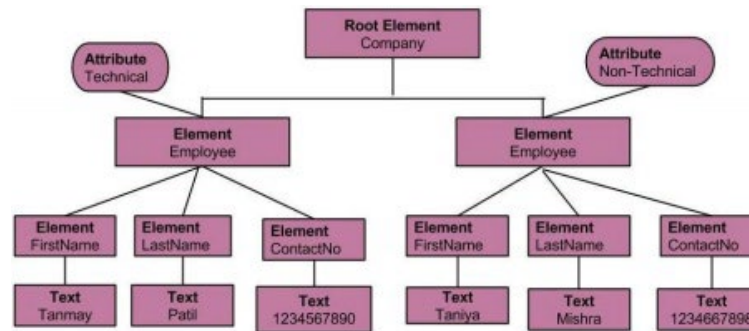 Root Element
Company
Attribute
Technical
Attribute
Non-Technical
Element
Employee
Element
Employee
Element
FirstName
Element
LastName
Element
ContactNo
Element
FirstName
Element
LastName
Element
ContactNo
Text
Tanmay
Text
Patil
Text
1234567890
Text
Taniya
Text
Mishra
Text
1234667898